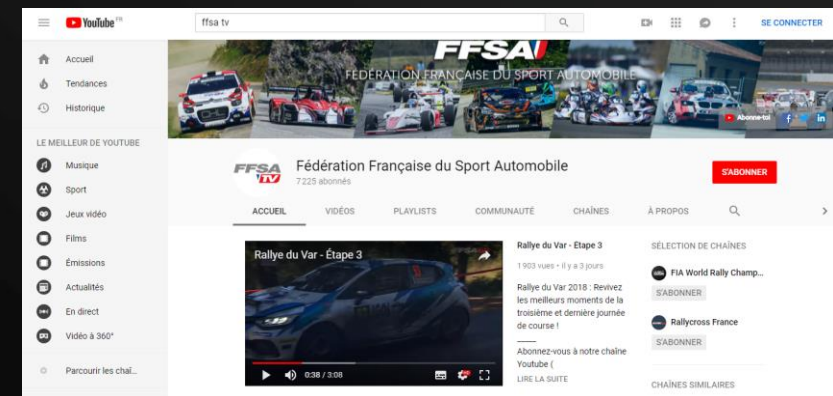 YouTube FR
ffsa tv
SE CONNECTER
Accueil
Tendances
Historique
LE MEILLEUR DE YOUTUBE
Musique
Sport
Jeux vidéo
Films
Émissions
Actualités
En direct
Vidéo à 360°
Parcourir les chaî...
FFSA
FÉDÉRATION FRANÇAISE DU SPORT AUTOMOBILE
Abonne-toi
FFSA
TV
Fédération Française du Sport Automobile
7 225 abonnés
S'ABONNER
ACCUEIL VIDÉOS PLAYLISTS COMMUNAUTÉ CHAÎNES À PROPOS
Rallye du Var - Étape 3
0:38 / 3:08
Rallye du Var - Étape 3
1 903 vues • il y a 3 jours
Rallye du Var 2018 : Revivez
les meilleurs moments de la
troisième et dernière journée
de course !
Abonnez-vous à notre chaîne
Youtube (
LIRE LA SUITE
SÉLECTION DE CHAÎNES
FIA World Rally Champ...
S'ABONNER
Rallycross France
S'ABONNER
CHAÎNES SIMILAIRES